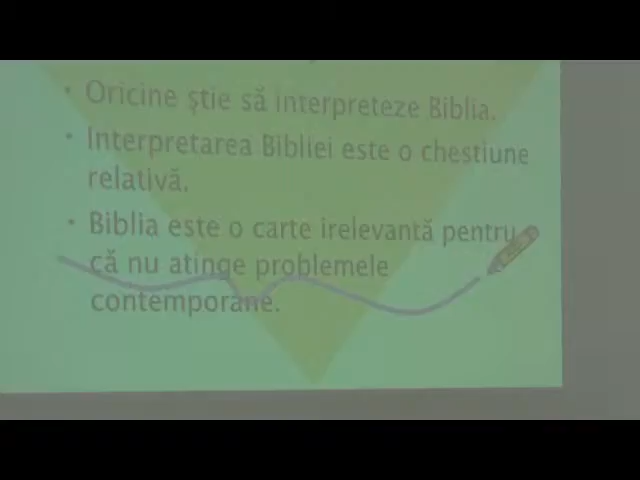 • Oricine ştie să interpreteze Biblia.
• Interpretarea Bibliei este o chestiune
relativă.
• Biblia este o carte irelevantă pentru
că nu atinge problemele
contemporane.